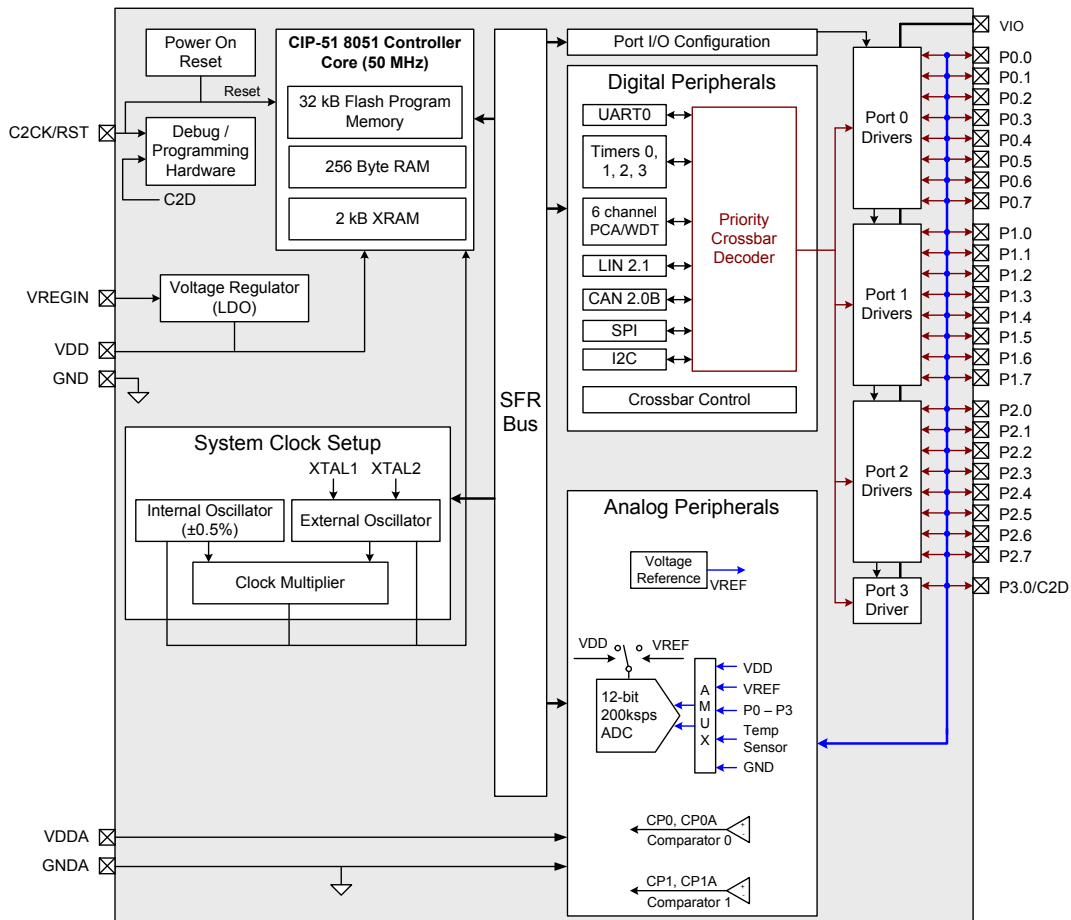 Power On
Reset
Reset
C2CK/RST
Debug /
Programming
Hardware
C2D
CIP-51 8051 Controller
Core (50 MHz)
32 kB Flash Program
Memory
256 Byte RAM
2 kB XRAM
VREGIN
Voltage Regulator
(LDO)
VDD
GND
System Clock Setup
XTAL1
XTAL2
Internal Oscillator
(±0.5%)
External Oscillator
Clock Multiplier
VDDA
GNDA
SFR
Bus
Port I/O Configuration
Digital Peripherals
UART0
Timers 0,
1, 2, 3
6 channel
PCA/WDT
LIN 2.1
CAN 2.0B
SPI
I2C
Priority
Crossbar
Decoder
Crossbar Control
Analog Peripherals
Voltage
Reference
VREF
VDD
VREF
12-bit
200ksps
ADC
A
M
U
X
VDD
VREF
P0 – P3
Temp
Sensor
GND
CP0, CP0A
+
-
Comparator 0
CP1, CP1A
+
-
Comparator 1
Port 0
Drivers
Port 1
Drivers
Port 2
Drivers
Port 3
Driver
VIO
P0.0
P0.1
P0.2
P0.3
P0.4
P0.5
P0.6
P0.7
P1.0
P1.1
P1.2
P1.3
P1.4
P1.5
P1.6
P1.7
P2.0
P2.1
P2.2
P2.3
P2.4
P2.5
P2.6
P2.7
P3.0/C2D